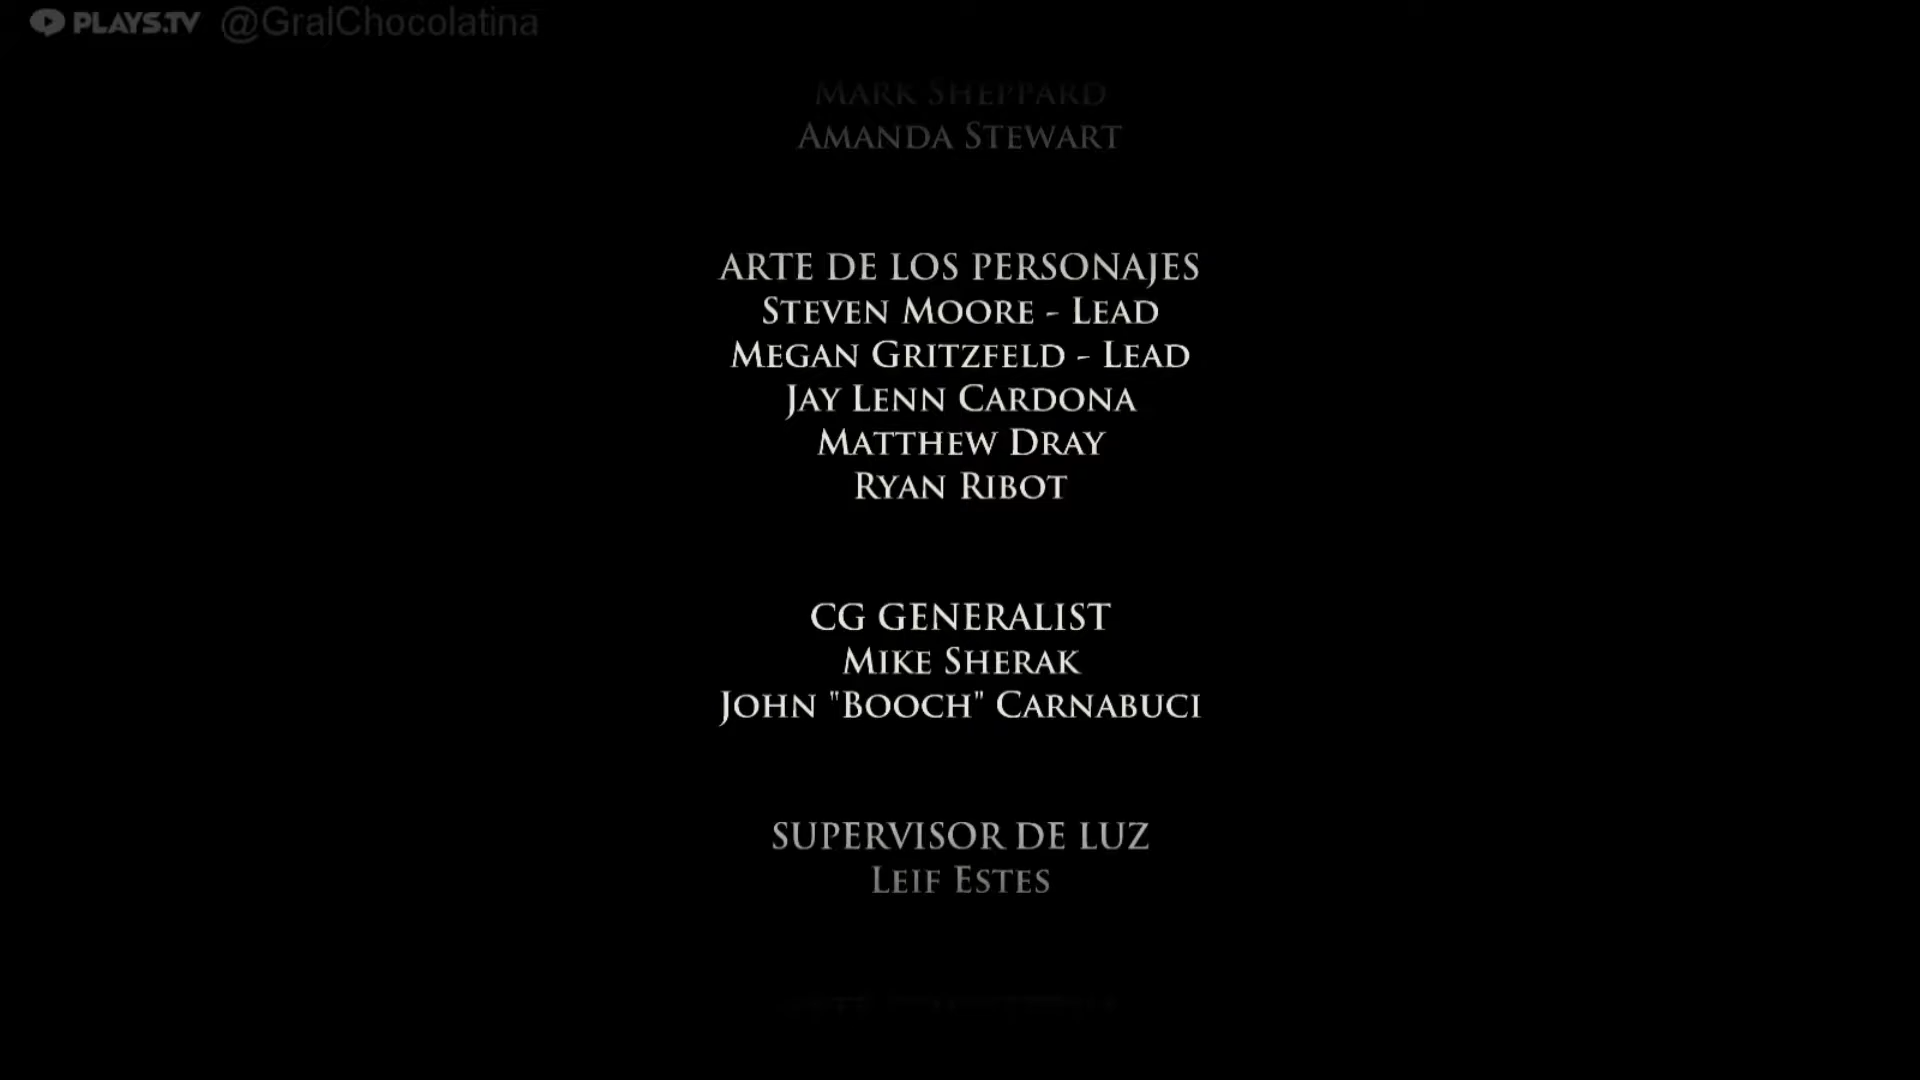 PLAYS.TV @GralChocolatina
Mark Sheppard
Amanda Stewart
ARTE DE LOS PERSONAJES
Steven Moore - Lead
Megan Gritzfeld - Lead
Jay Lenn Cardona
Matthew Dray
Ryan Ribot
CG GENERALIST
Mike Sherak
John "Booch" Carnabuci
SUPERVISOR DE LUZ
Leif Estes